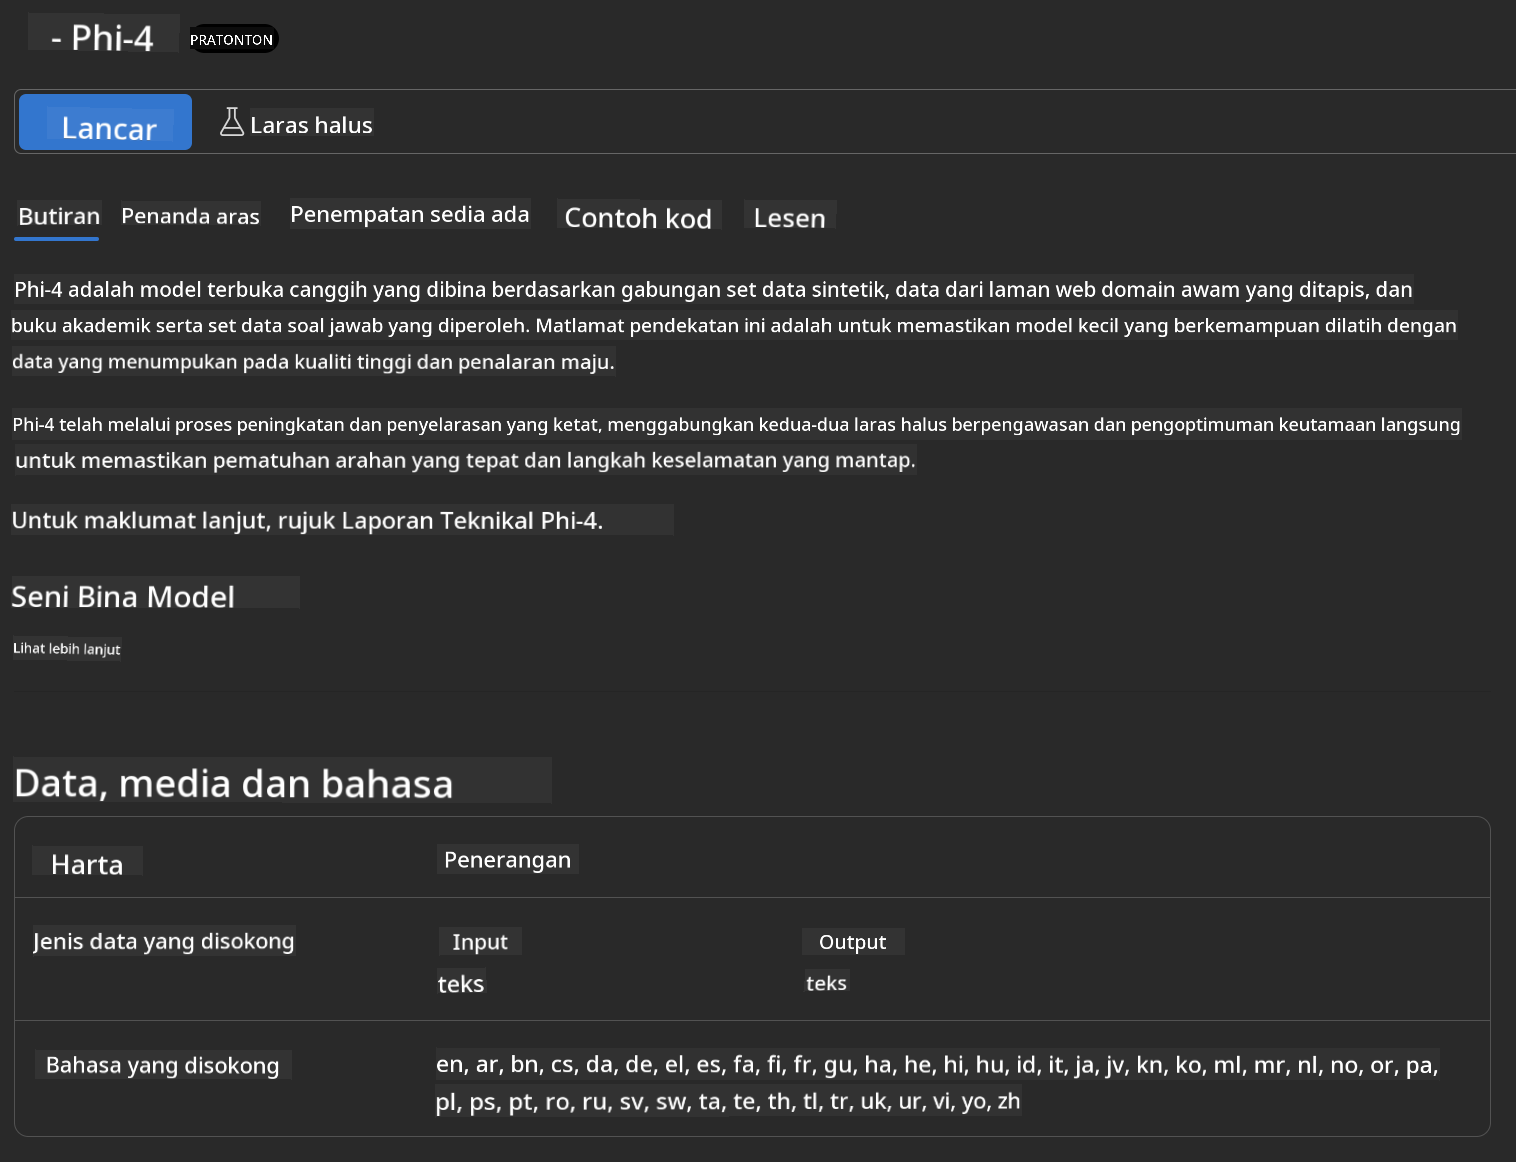 - Phi-4 PRATONTON
Lancar Laras halus
Butiran Penanda aras Penempatan sedia ada Contoh kod Lesen
Phi-4 adalah model terbuka canggih yang dibina berdasarkan gabungan set data sintetik, data dari laman web domain awam yang ditapis, dan
buku akademik serta set data soal jawab yang diperoleh. Matlamat pendekatan ini adalah untuk memastikan model kecil yang berkemampuan dilatih dengan
data yang menumpukan pada kualiti tinggi dan penalaran maju.
Phi-4 telah melalui proses peningkatan dan penyelarasan yang ketat, menggabungkan kedua-dua laras halus berpengawasan dan pengoptimuman keutamaan langsung
untuk memastikan pematuhan arahan yang tepat dan langkah keselamatan yang mantap.
Untuk maklumat lanjut, rujuk Laporan Teknikal Phi-4.
Seni Bina Model
Lihat lebih lanjut
Data, media dan bahasa
Harta Penerangan
Jenis data yang disokong Input Output
teks teks
Bahasa yang disokong en, ar, bn, cs, da, de, el, es, fa, fi, fr, gu, ha, he, hi, hu, id, it, ja, jv, kn, ko, ml, mr, nl, no, or, pa,
pl, ps, pt, ro, ru, sv, sw, ta, te, th, tl, tr, uk, ur, vi, yo, zh